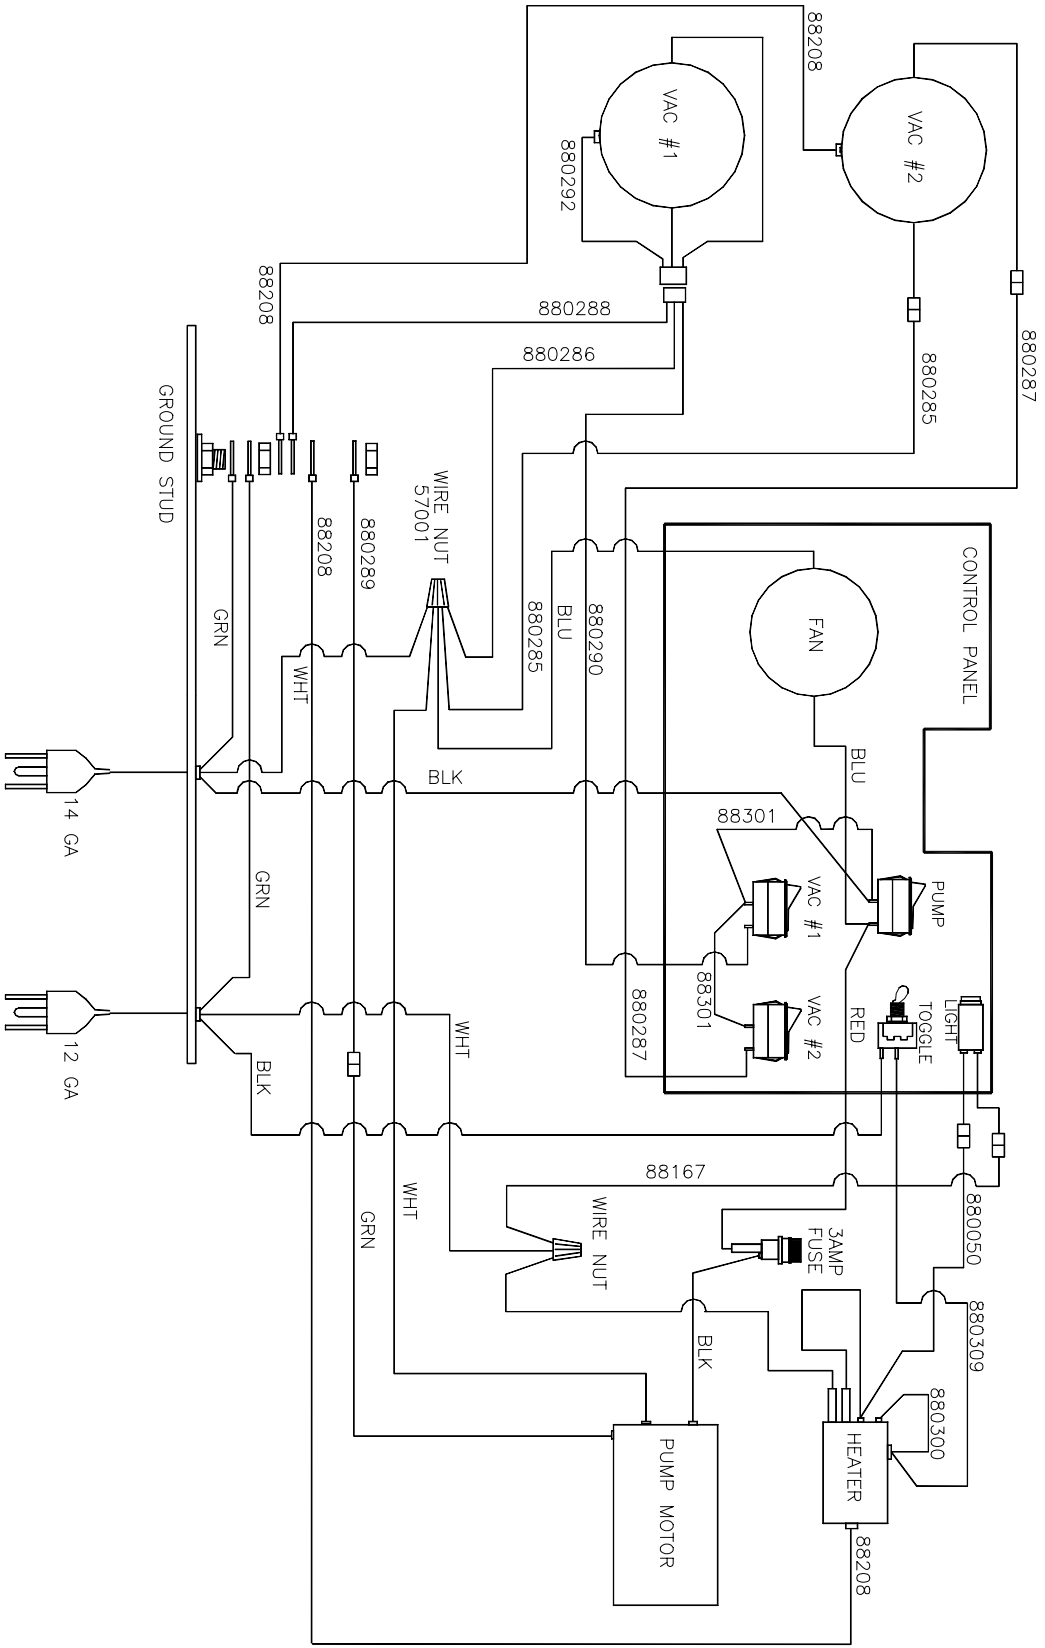 88208
VAC #2
VAC #1
880292
88208
880288
880286
880287
880285
GROUND STUD
WIRE NUT
57001
88208
880289
CONTROL PANEL
FAN
GRN
WHT
880285
BLU
880290
BLU
BLK
14 GA
88301
PUMP
VAC #1
GRN
88301
VAC #2
880287
RED
TOGGLE
LIGHT
WHT
BLK
12 GA
88167
WHT
GRN
WIRE NUT
3AMP
FUSE
880050
880309
BLK
880300
HEATER
PUMP MOTOR
88208